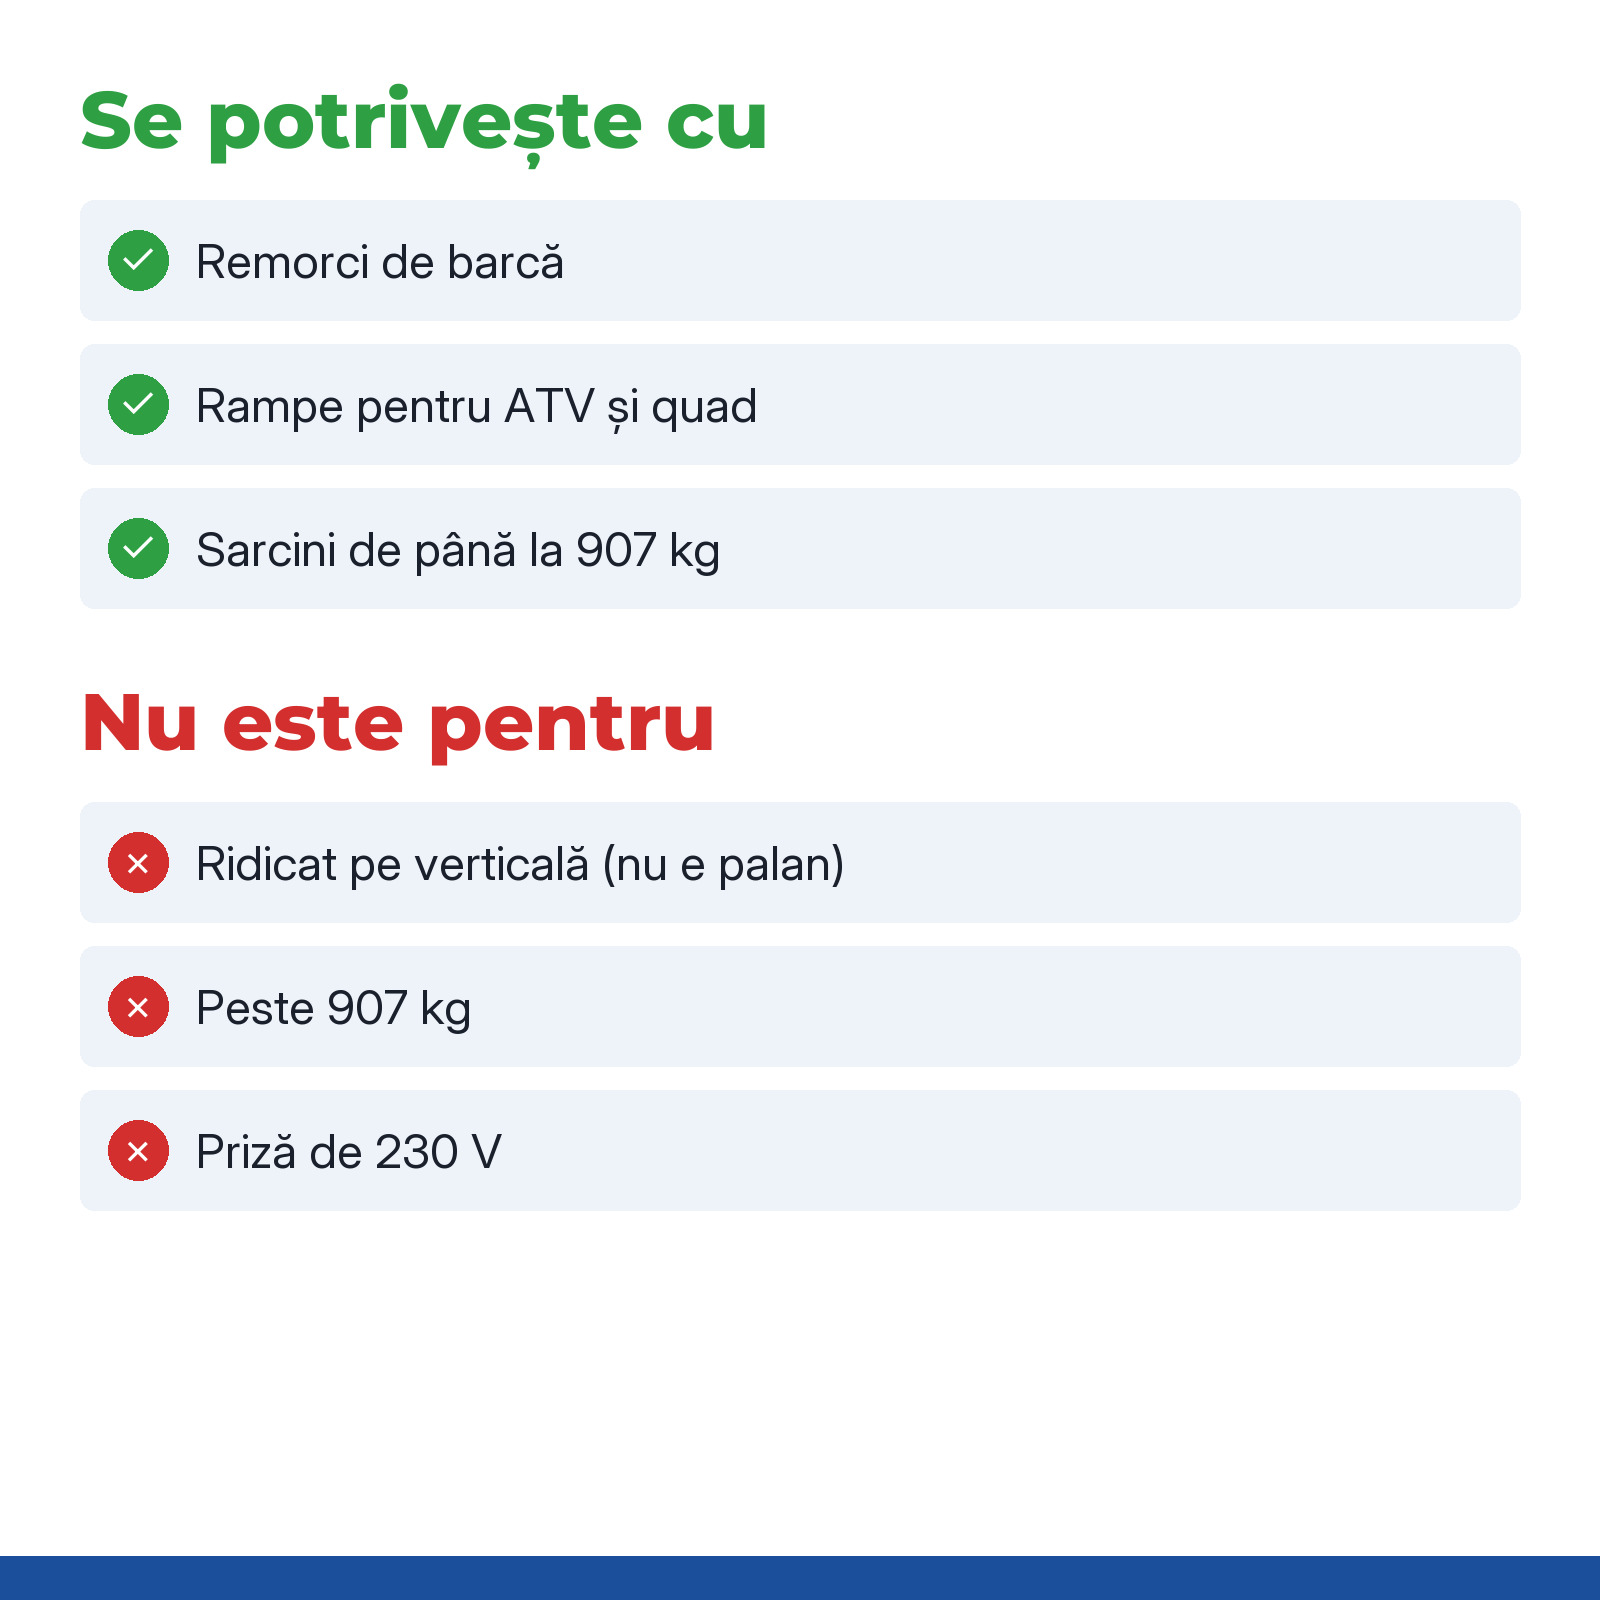 Se potrivește cu
Remorci de barcă
Rampe pentru ATV și quad
Sarcini de până la 907 kg
Nu este pentru
Ridicat pe verticală (nu e palan)
Peste 907 kg
Priză de 230 V